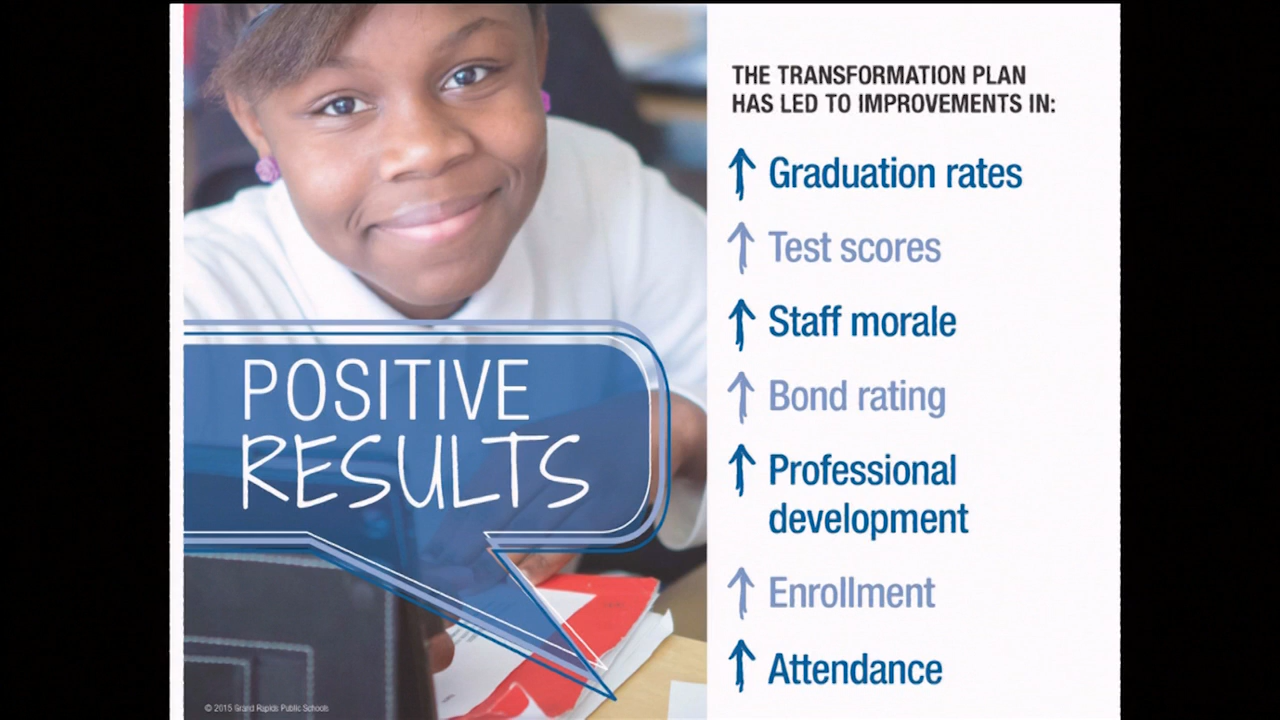 THE TRANSFORMATION PLAN
HAS LED TO IMPROVEMENTS IN:
Graduation rates
Test scores
Staff morale
Bond rating
Professional
development
Enrollment
Attendance
POSITIVE
RESULTS
© 2015 Grand Rapids Public Schools